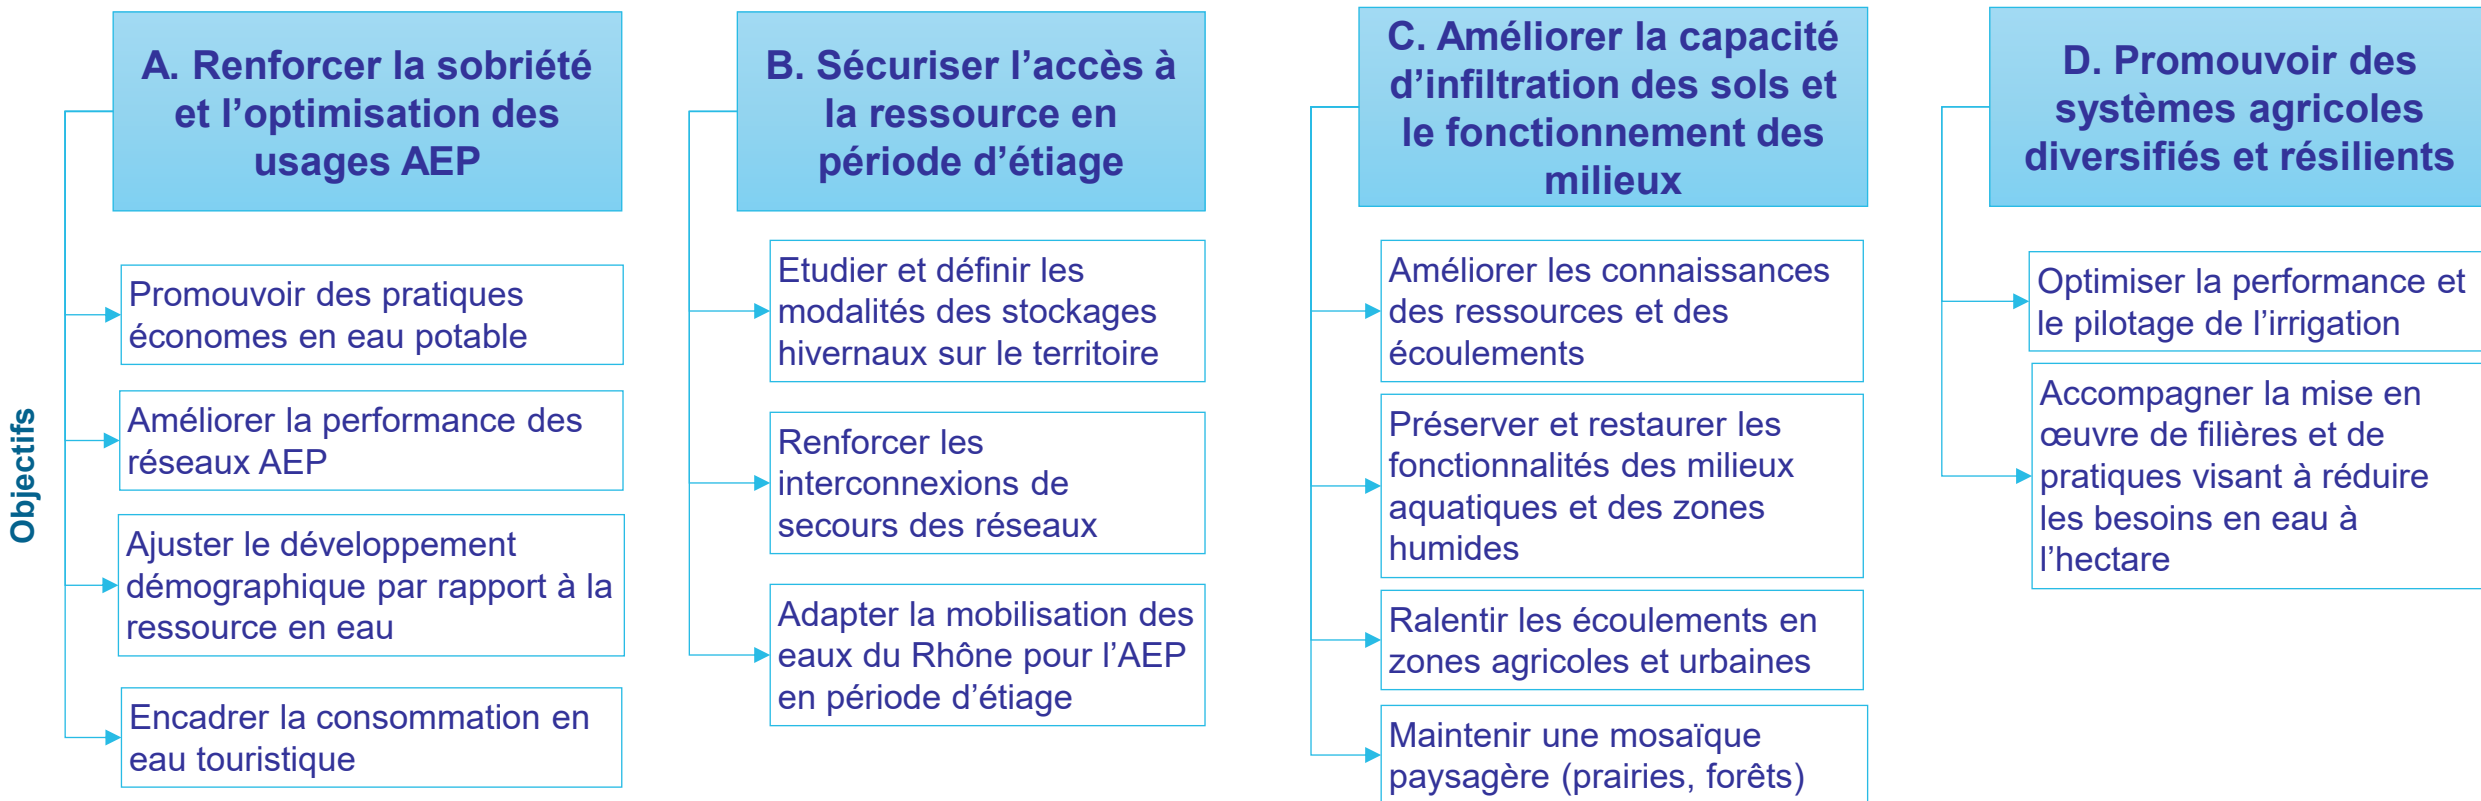 Objectifs
A. Renforcer la sobriété
et l’optimisation des
usages AEP
Promouvoir des pratiques
économes en eau potable
Améliorer la performance des
réseaux AEP
Ajuster le développement
démographique par rapport à la
ressource en eau
Encadrer la consommation en
eau touristique
B. Sécuriser l’accès à
la ressource en
période d’étiage
Etudier et définir les
modalités des stockages
hivernaux sur le territoire
Renforcer les
interconnexions de
secours des réseaux
Adapter la mobilisation des
eaux du Rhône pour l’AEP
en période d’étiage
C. Améliorer la capacité
d’infiltration des sols et
le fonctionnement des
milieux
Améliorer les connaissances
des ressources et des
écoulements
Préserver et restaurer les
fonctionnalités des milieux
aquatiques et des zones
humides
Ralentir les écoulements en
zones agricoles et urbaines
Maintenir une mosaïque
paysagère (prairies, forêts)
D. Promouvoir des
systèmes agricoles
diversifiés et résilients
Optimiser la performance et
le pilotage de l’irrigation
Accompagner la mise en
œuvre de filières et de
pratiques visant à réduire
les besoins en eau à
l’hectare